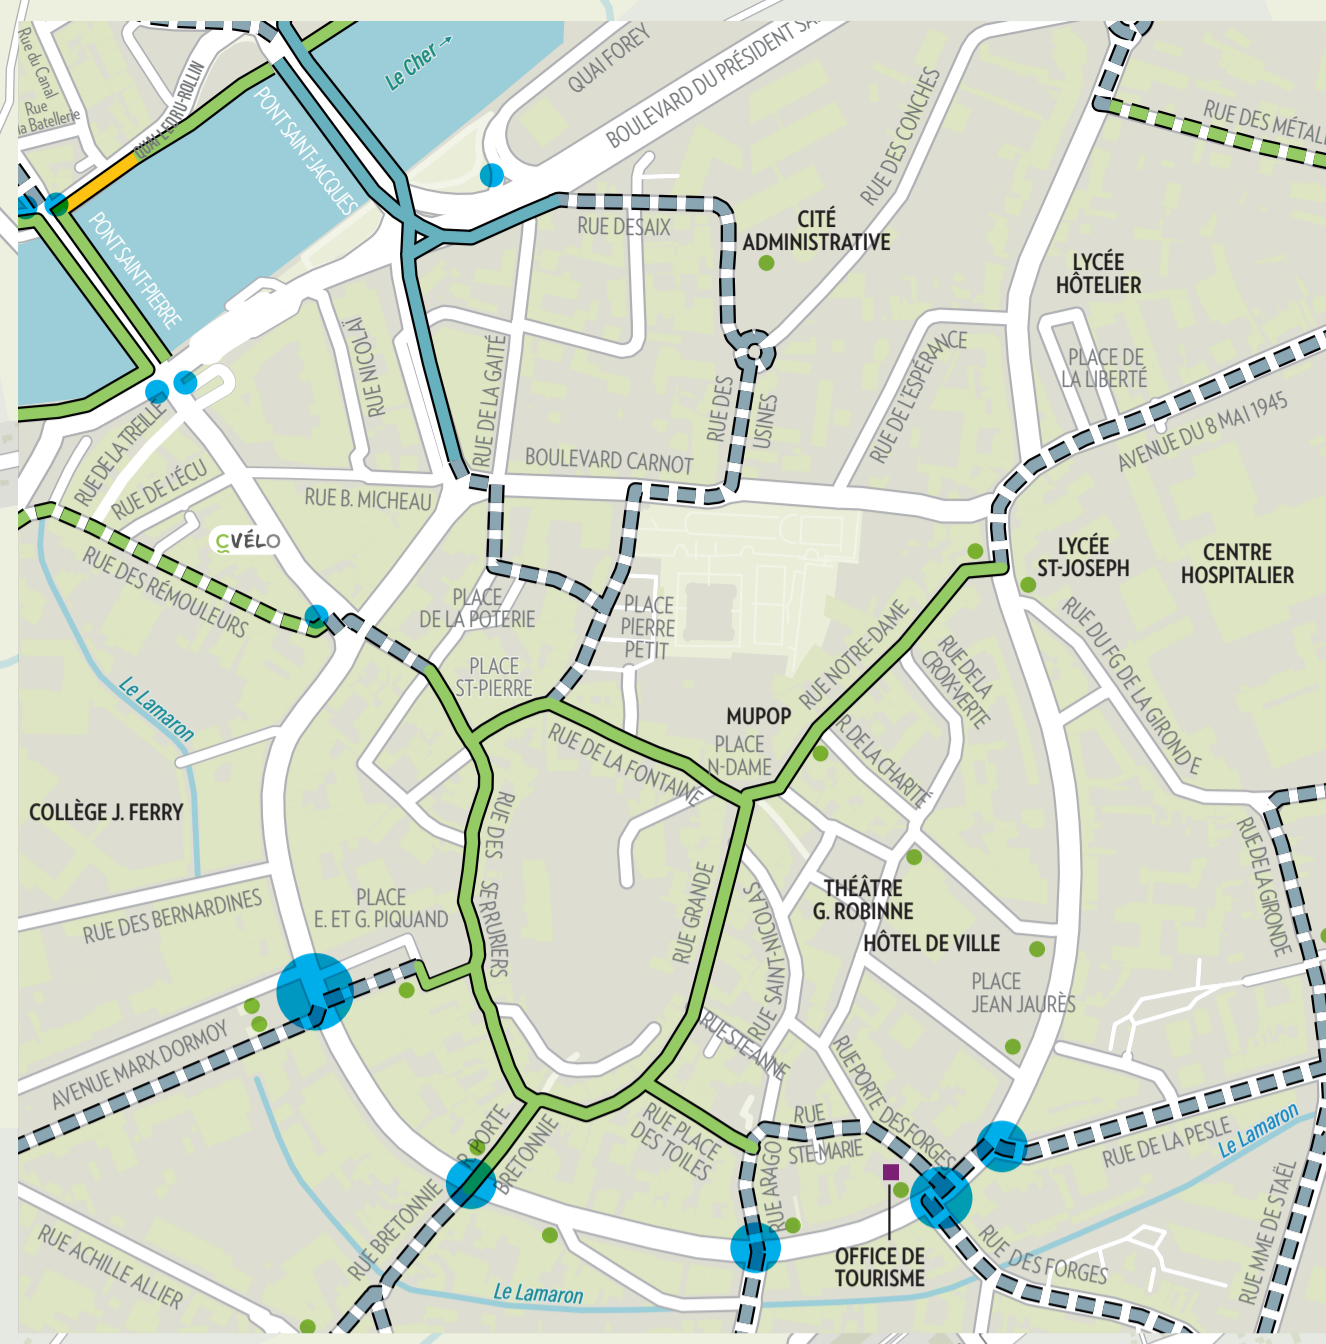 Rue du Canal
Rue
la Batellerie
QUAI LEDRU-ROLLIN
Le Cher →
QUAI FOREY
BOULEVARD DU PRÉSIDENT SA
PONT SAINT-JACQUES
PONT SAINT-PIERRE
RUE DES CONCHES
RUE DES MÉTAL
RUE DESAIX
CITÉ
ADMINISTRATIVE
LYCÉE
HÔTELIER
RUE NICOLAÏ
RUE DE LA GAITÉ
RUE DES
USINES
RUE DE L'ESPÉRANCE
PLACE DE
LA LIBERTÉ
AVENUE DU 8 MAI 1945
RUE DE LA TREILLE
RUE DE L'ÉCU
RUE B. MICHEAU
BOULEVARD CARNOT
CVÉLO
RUE DES RÉMOULEURS
LYCÉE
ST-JOSEPH
CENTRE
HOSPITALIER
PLACE
DE LA POTERIE
PLACE
PIERRE
PETIT
PLACE
ST-PIERRE
RUE NOTRE-DAME
RUE DE LA
CROIX-VERTE
RUE DU FG DE LA GIRONDE
Le Lamaron
MUPOP
PLACE
N-DAME
R. DE LA CHARITÉ
RUE DE LA FONTAINE
COLLÈGE J. FERRY
RUE DES SERRURIERS
RUE DE LA GIRONDE
RUE DES BERNARDINES
PLACE
E. ET G. PIQUAND
RUE GRANDE
RUE SAINT-NICOLAS
THÉÂTRE
G. ROBINNE
HÔTEL DE VILLE
PLACE
JEAN JAURÈS
AVENUE MARX DORMOY
RUE STE-ANNE
RUE PORTE DES FORGES
R. PORTE
BRETONNIE
RUE PLACE
DES TOILES
RUE
STE-MARIE
RUE DE LA PESLE
Le Lamaron
RUE BRETONNIE
RUE ARAGO
RUE ACHILLE ALLIER
OFFICE DE
TOURISME
RUE DES FORGES
RUE MME DE STAËL
Le Lamaron